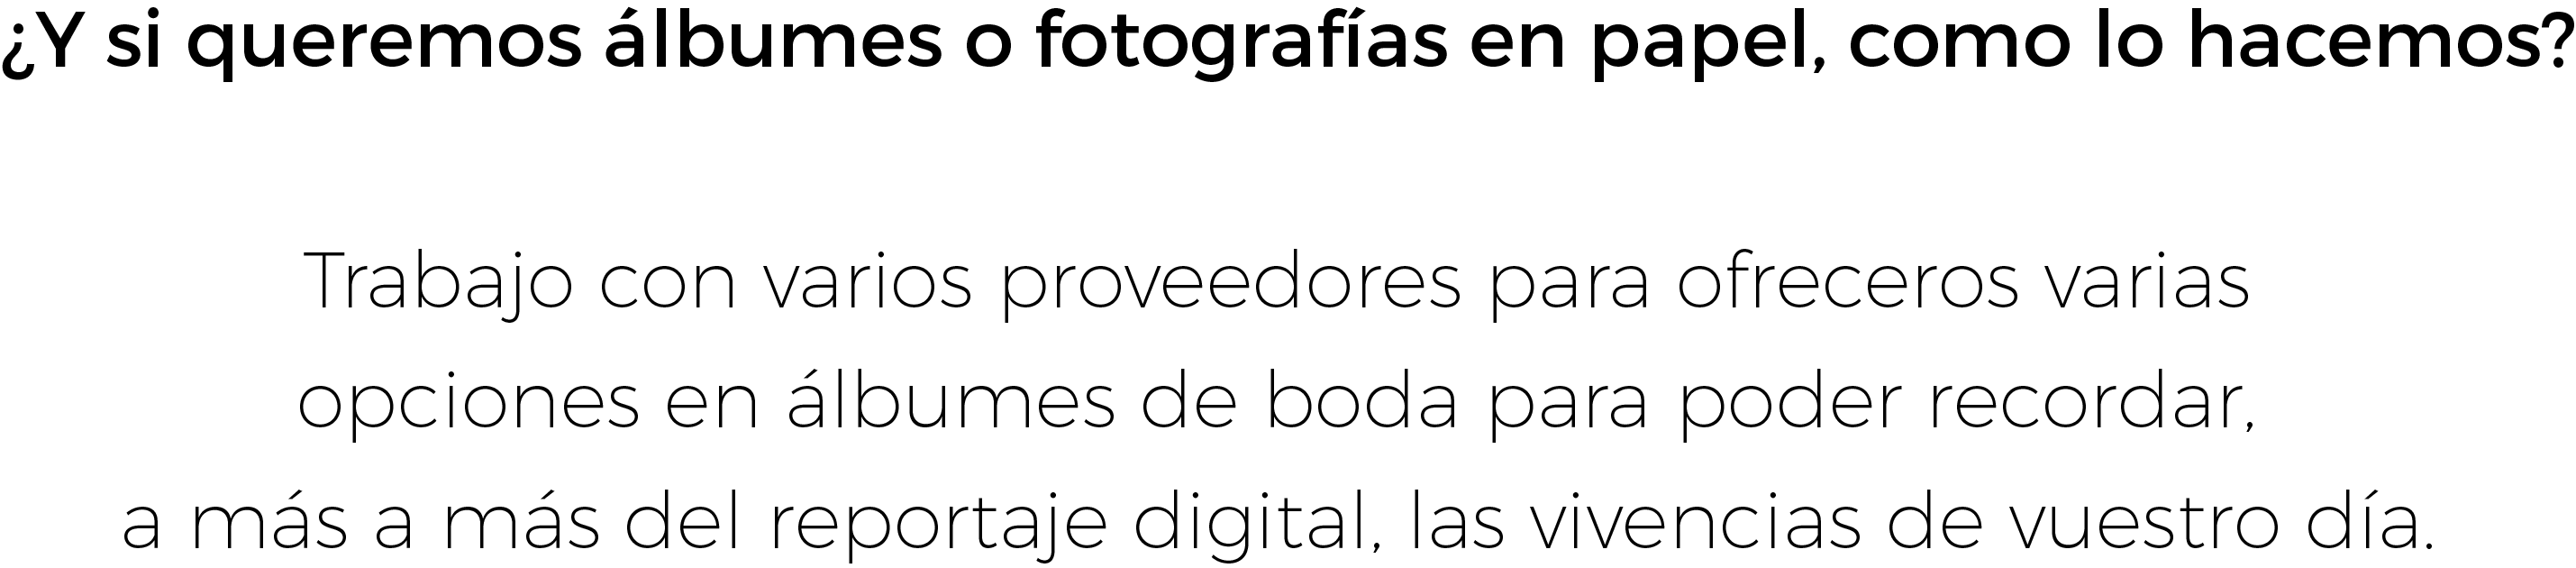 ¿Y si queremos álbumes o fotografías en papel, como lo hacemos?
Trabajo con varios proveedores para ofreceros varias
opciones en álbumes de boda para poder recordar,
a más a más del reportaje digital, las vivencias de vuestro día.